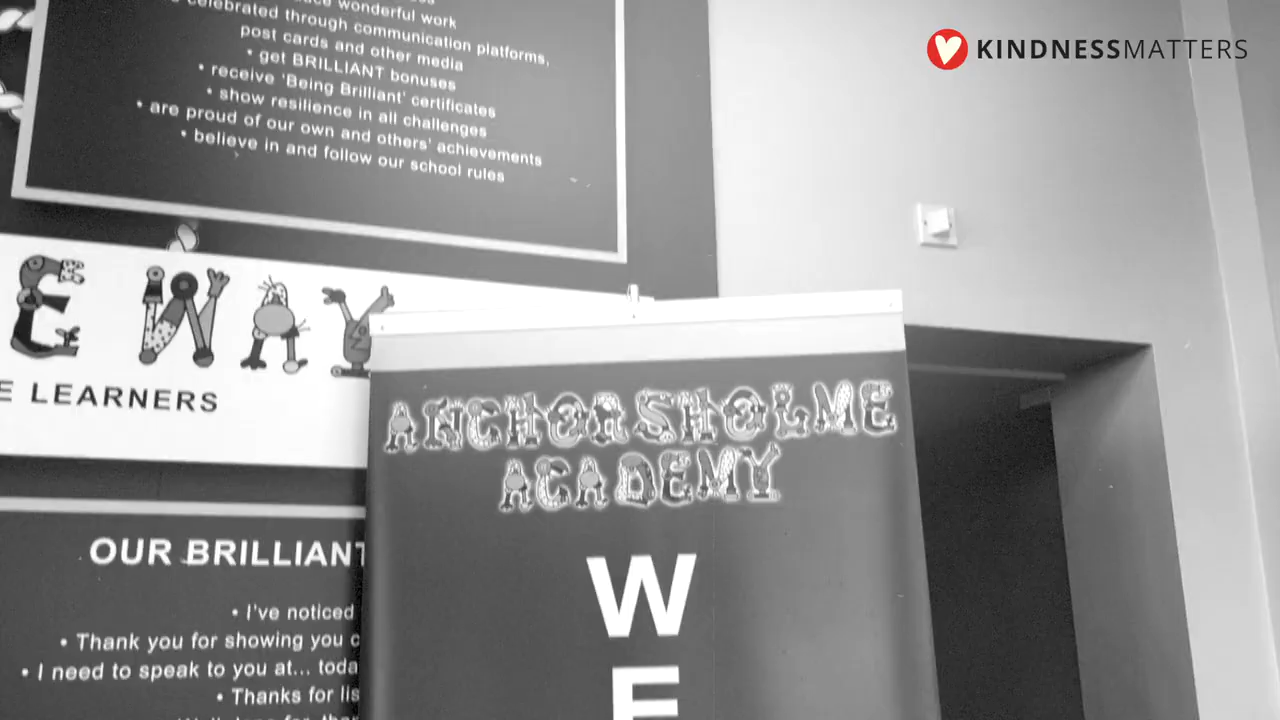 wonderful work
celebrated through communication platforms,
post cards and other media
• get BRILLIANT bonuses
• receive 'Being Brilliant' certificates
• show resilience in all challenges
• are proud of our own and others' achievements
• believe in and follow our school rules
KINDNESSMATTERS
E WAY
E LEARNERS
ANCHORSHOLME
ACADEMY
W
E
OUR BRILLIANT
• I've noticed
• Thank you for showing you
• I need to speak to you at... toda
• Thanks for lis